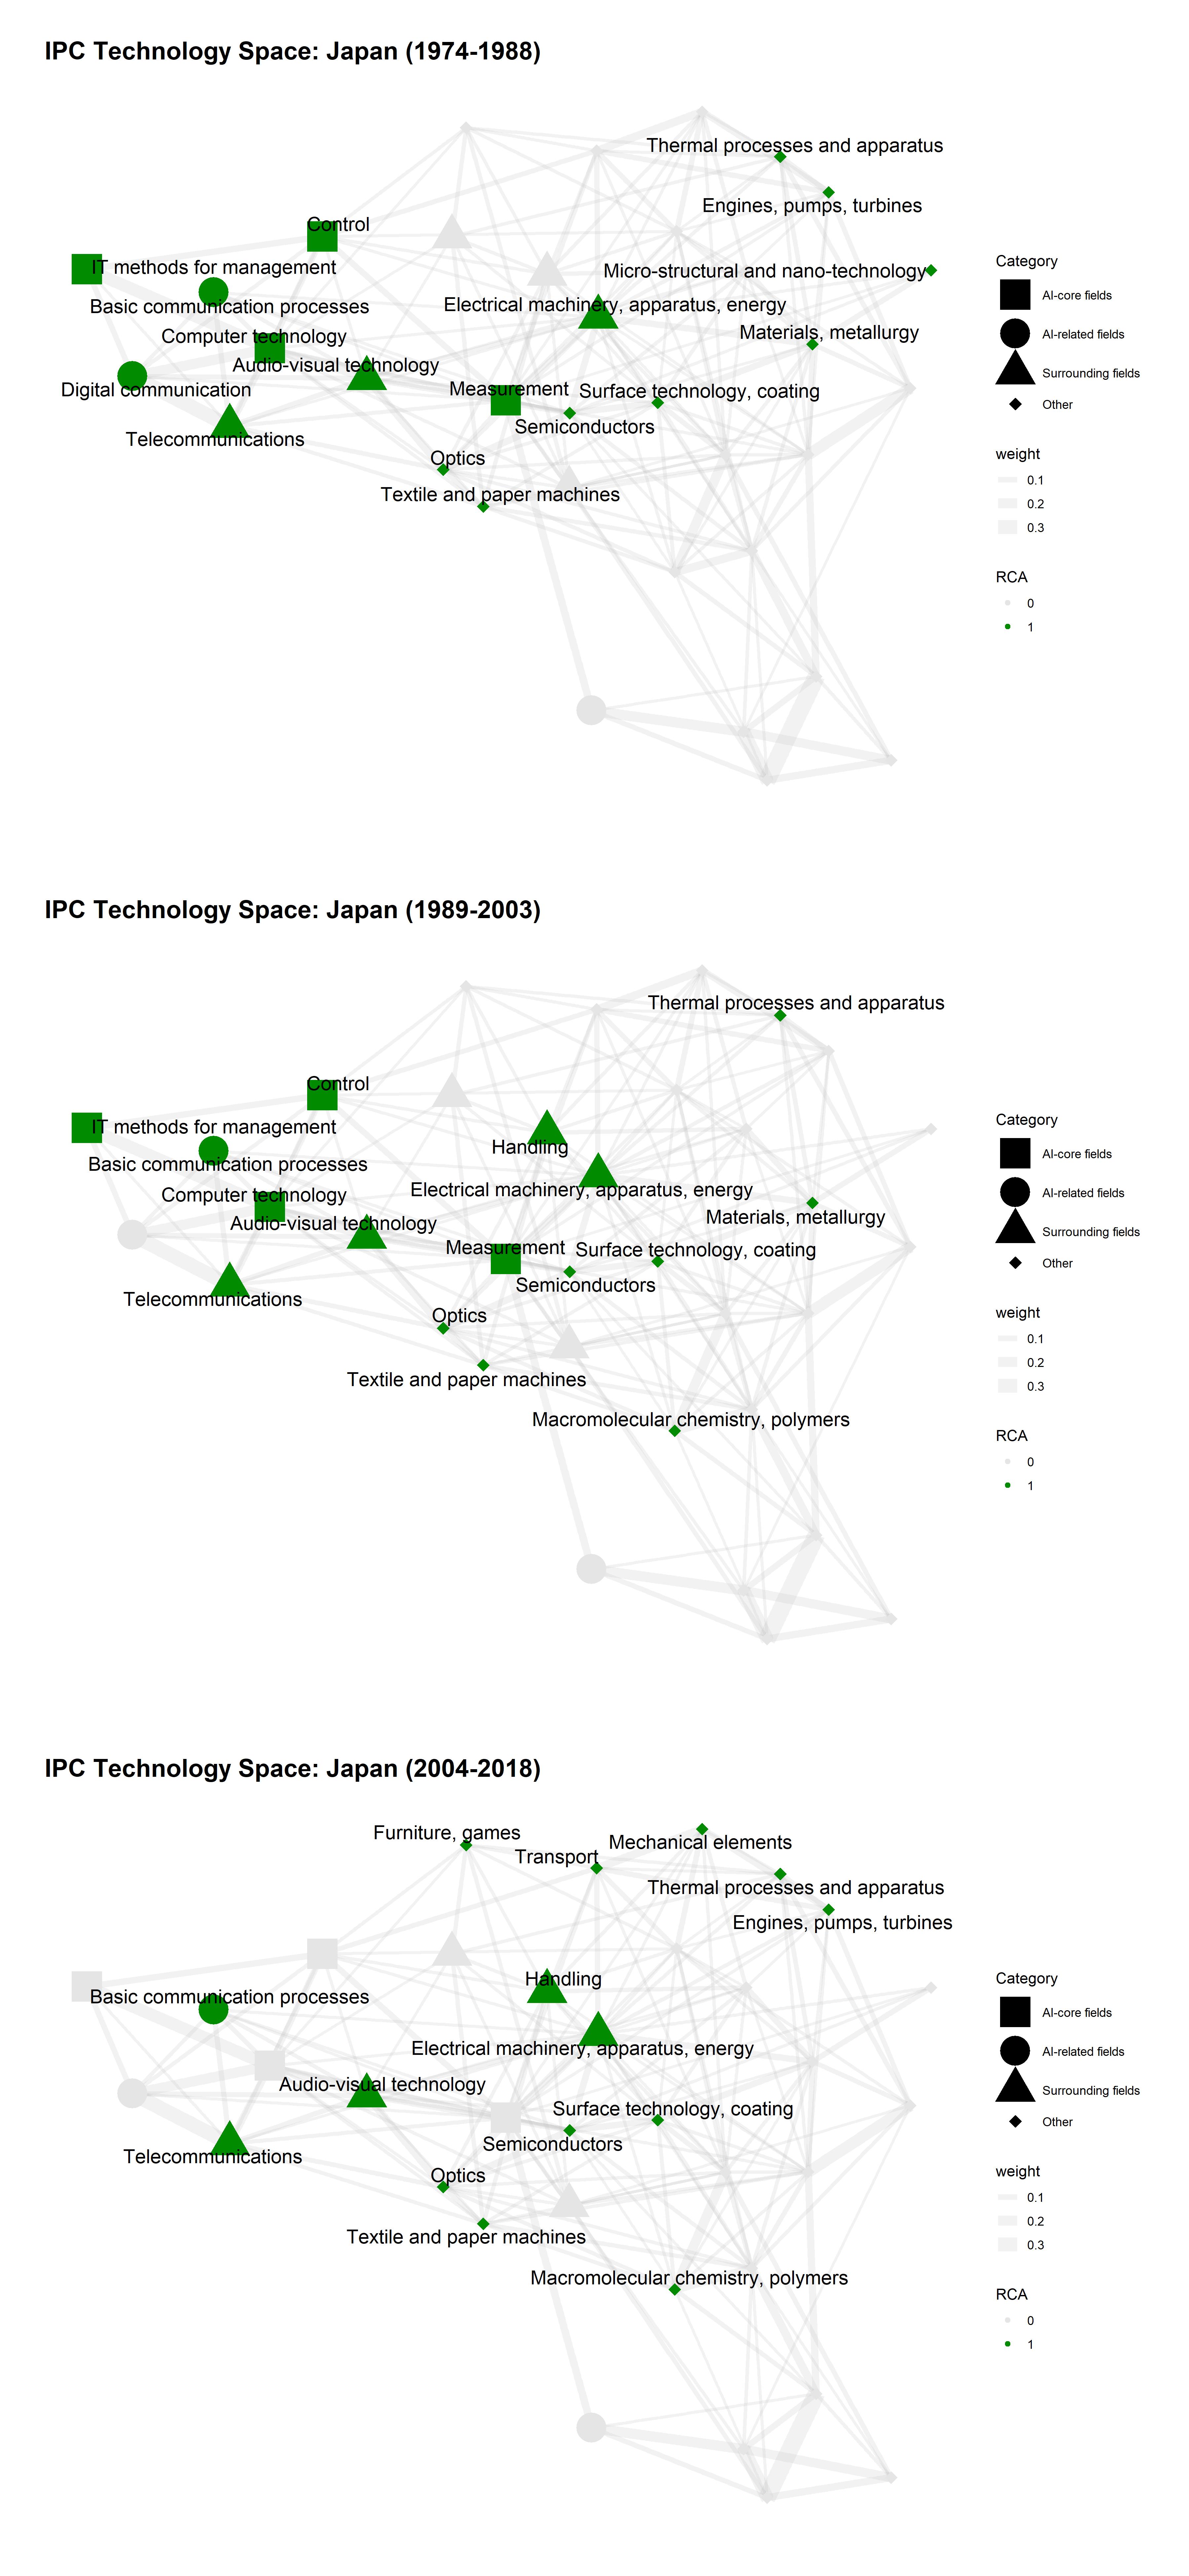 IPC Technology Space: Japan (1974-1988)
Thermal processes and apparatus
Engines, pumps, turbines
Control
IT methods for management
Micro-structural and nano-technology
Basic communication processes
Electrical machinery, apparatus, energy
Computer technology
Materials, metallurgy
Audio-visual technology
Digital communication
Measurement
Surface technology, coating
Semiconductors
Telecommunications
Optics
Textile and paper machines
Category
AI-core fields
AI-related fields
Surrounding fields
Other
weight
0.1
0.2
0.3
RCA
0
1
IPC Technology Space: Japan (1989-2003)
Thermal processes and apparatus
Control
IT methods for management
Handling
Basic communication processes
Electrical machinery, apparatus, energy
Computer technology
Materials, metallurgy
Audio-visual technology
Measurement
Surface technology, coating
Semiconductors
Telecommunications
Optics
Textile and paper machines
Macromolecular chemistry, polymers
Category
AI-core fields
AI-related fields
Surrounding fields
Other
weight
0.1
0.2
0.3
RCA
0
1
IPC Technology Space: Japan (2004-2018)
Furniture, games
Mechanical elements
Transport
Thermal processes and apparatus
Engines, pumps, turbines
Handling
Basic communication processes
Electrical machinery, apparatus, energy
Audio-visual technology
Surface technology, coating
Semiconductors
Telecommunications
Optics
Textile and paper machines
Macromolecular chemistry, polymers
Category
AI-core fields
AI-related fields
Surrounding fields
Other
weight
0.1
0.2
0.3
RCA
0
1